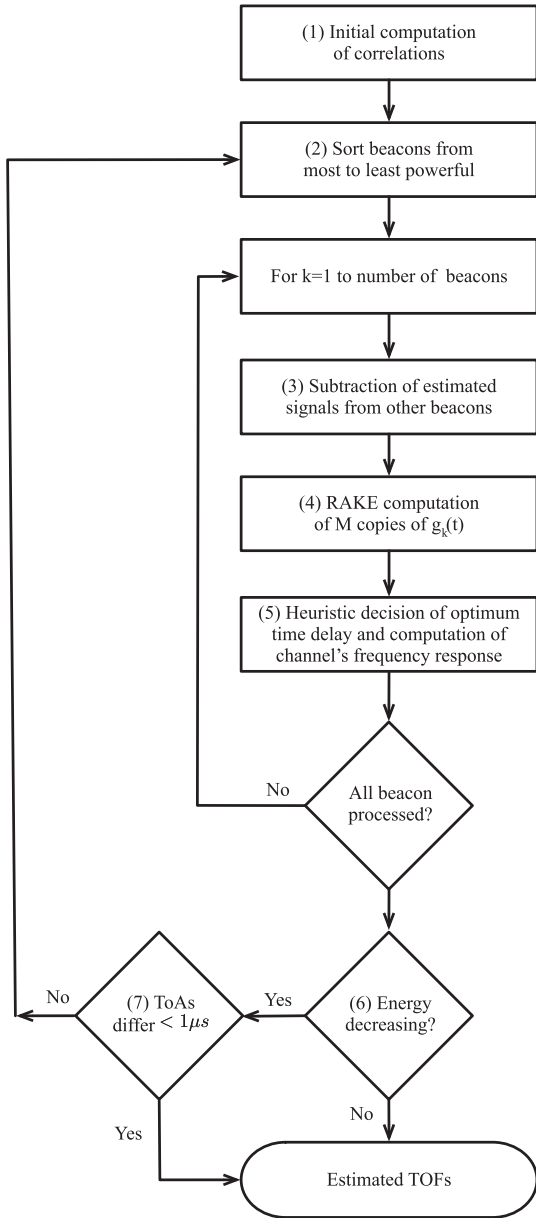 (1) Initial computation
of correlations
(2) Sort beacons from
most to least powerful
For k=1 to number of beacons
(3) Subtraction of estimated
signals from other beacons
(4) RAKE computation
of M copies of gₖ(t)
(5) Heuristic decision of optimum
time delay and computation of
channel's frequency response
No
All beacon
processed?
No
(7) ToAs
differ < 1μs
Yes
(6) Energy
decreasing?
Yes
No
Estimated TOFs